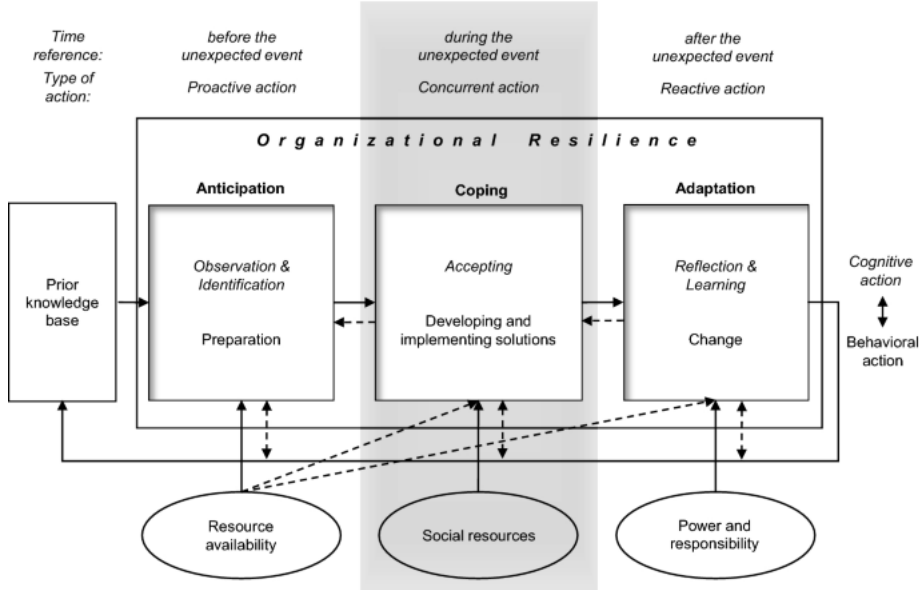 Time reference:
before the unexpected event
during the unexpected event
after the unexpected event
Type of action:
Proactive action
Concurrent action
Reactive action
Organizational Resilience
Anticipation
Coping
Adaptation
Prior
knowledge
base
Observation &
Identification
Preparation
Accepting
Developing and
implementing solutions
Reflection &
Learning
Change
Cognitive
action
Behavioral
action
Resource
availability
Social resources
Power and
responsibility